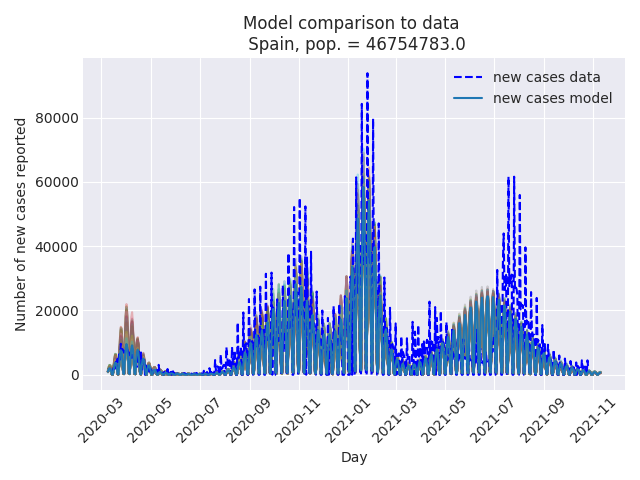 Model comparison to data
Spain, pop. = 46754783.0
new cases data
new cases model
Number of new cases reported
80000
60000
40000
20000
0
2020-03
2020-05
2020-07
2020-09
2020-11
2021-01
2021-03
2021-05
2021-07
2021-09
2021-11
Day